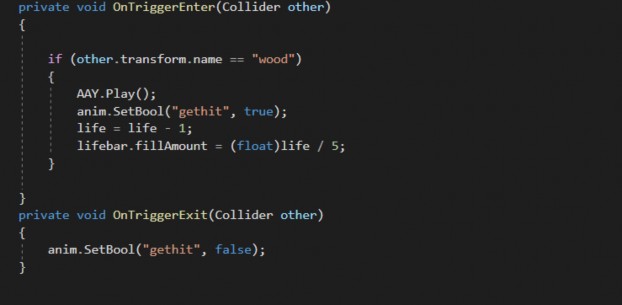 private void OnTriggerEnter(Collider other)
{
if (other.transform.name == "wood")
{
AAY.Play();
anim.SetBool("gethit", true);
life = life - 1;
lifebar.fillAmount = (float)life / 5;
}
}
private void OnTriggerExit(Collider other)
{
anim.SetBool("gethit", false);
}